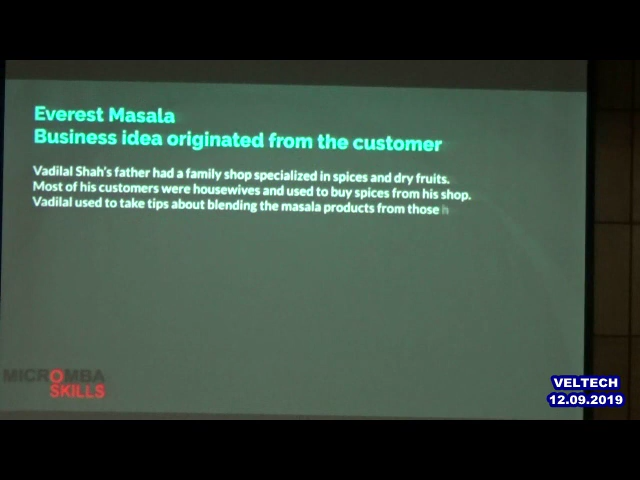 Everest Masala
Business idea originated from the customer
Vadilal Shah's father had a family shop specialized in spices and dry fruits.
Most of his customers were housewives and used to buy spices from his shop.
Vadilal used to take tips about blending the masala products from those h
MICROMBA
SKILLS
VELTECH
12.09.2019